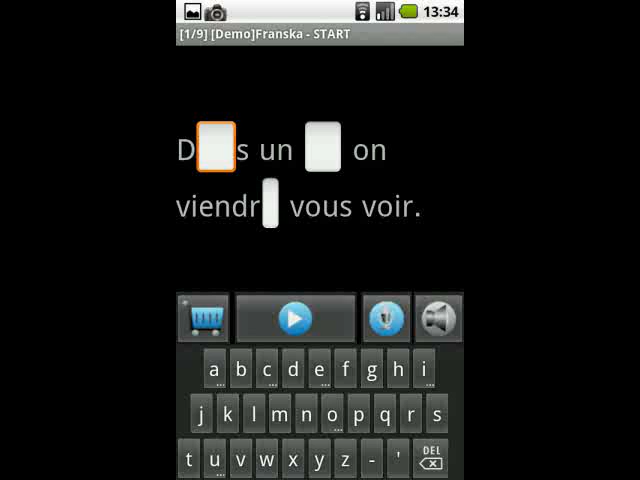 13:34
[1/9] [Demo]Franska - START
D s un on
viendr vous voir.
a b c d e f g h i
j k l m n o p q r s
t u v w x y z - ' DEL